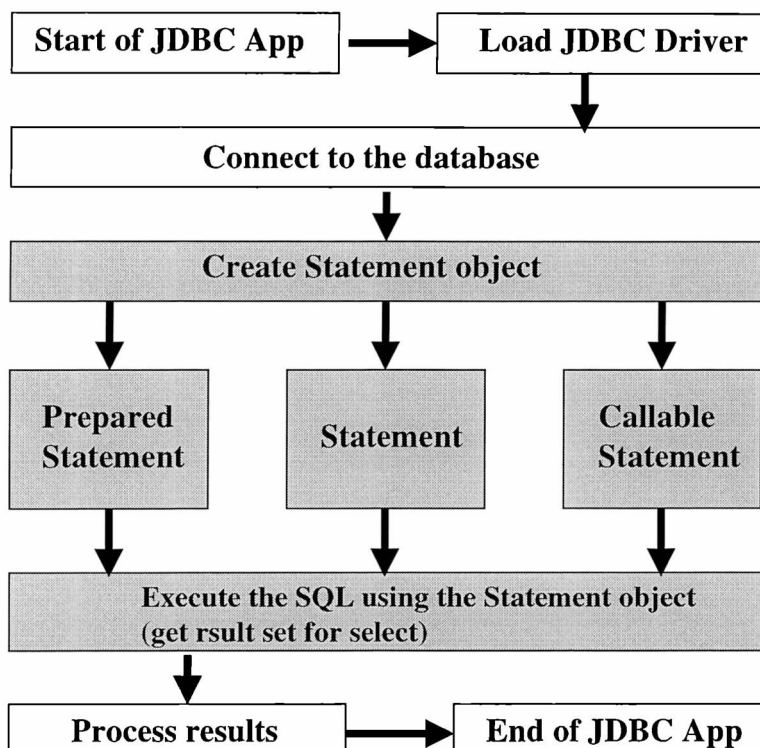 Start of JDBC App
Load JDBC Driver
Connect to the database
Create Statement object
Prepared
Statement
Statement
Callable
Statement
Execute the SQL using the Statement object
(get rsult set for select)
Process results
End of JDBC App